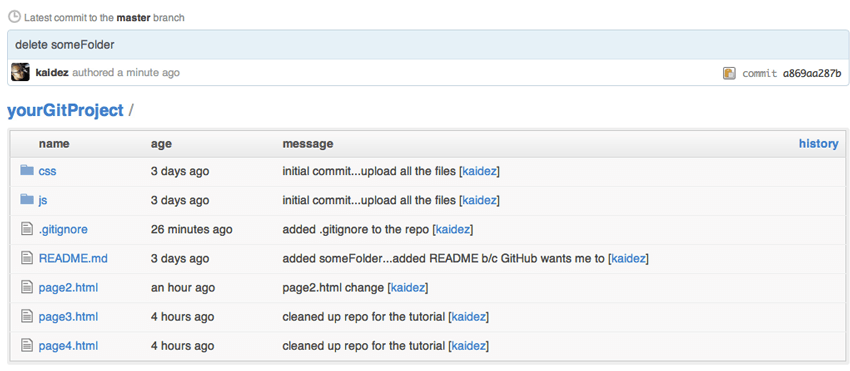 Latest commit to the master branch
delete someFolder
kaidez authored a minute ago commit a869aa287b
yourGitProject /
name age message history
css 3 days ago initial commit...upload all the files [kaidez]
js 3 days ago initial commit...upload all the files [kaidez]
.gitignore 26 minutes ago added .gitignore to the repo [kaidez]
README.md 3 days ago added someFolder...added README b/c GitHub wants me to [kaidez]
page2.html an hour ago page2.html change [kaidez]
page3.html 4 hours ago cleaned up repo for the tutorial [kaidez]
page4.html 4 hours ago cleaned up repo for the tutorial [kaidez]